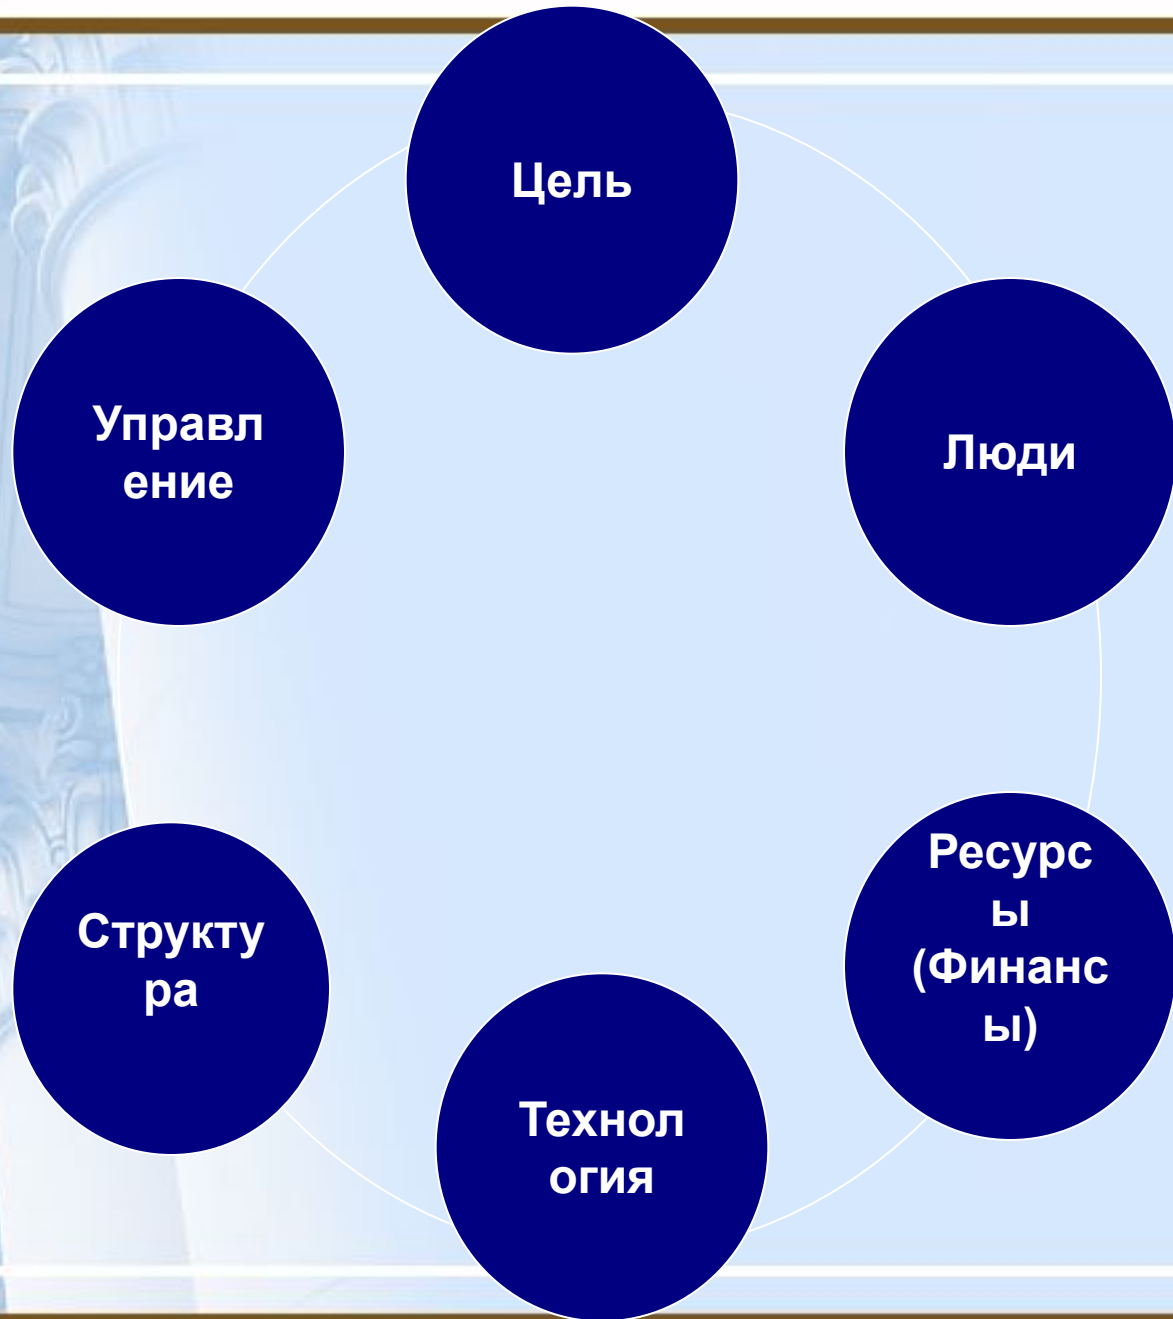 Цель
Люди
Ресурс
ы
(Финанс
ы)
Технол
огия
Структу
ра
Управл
ение